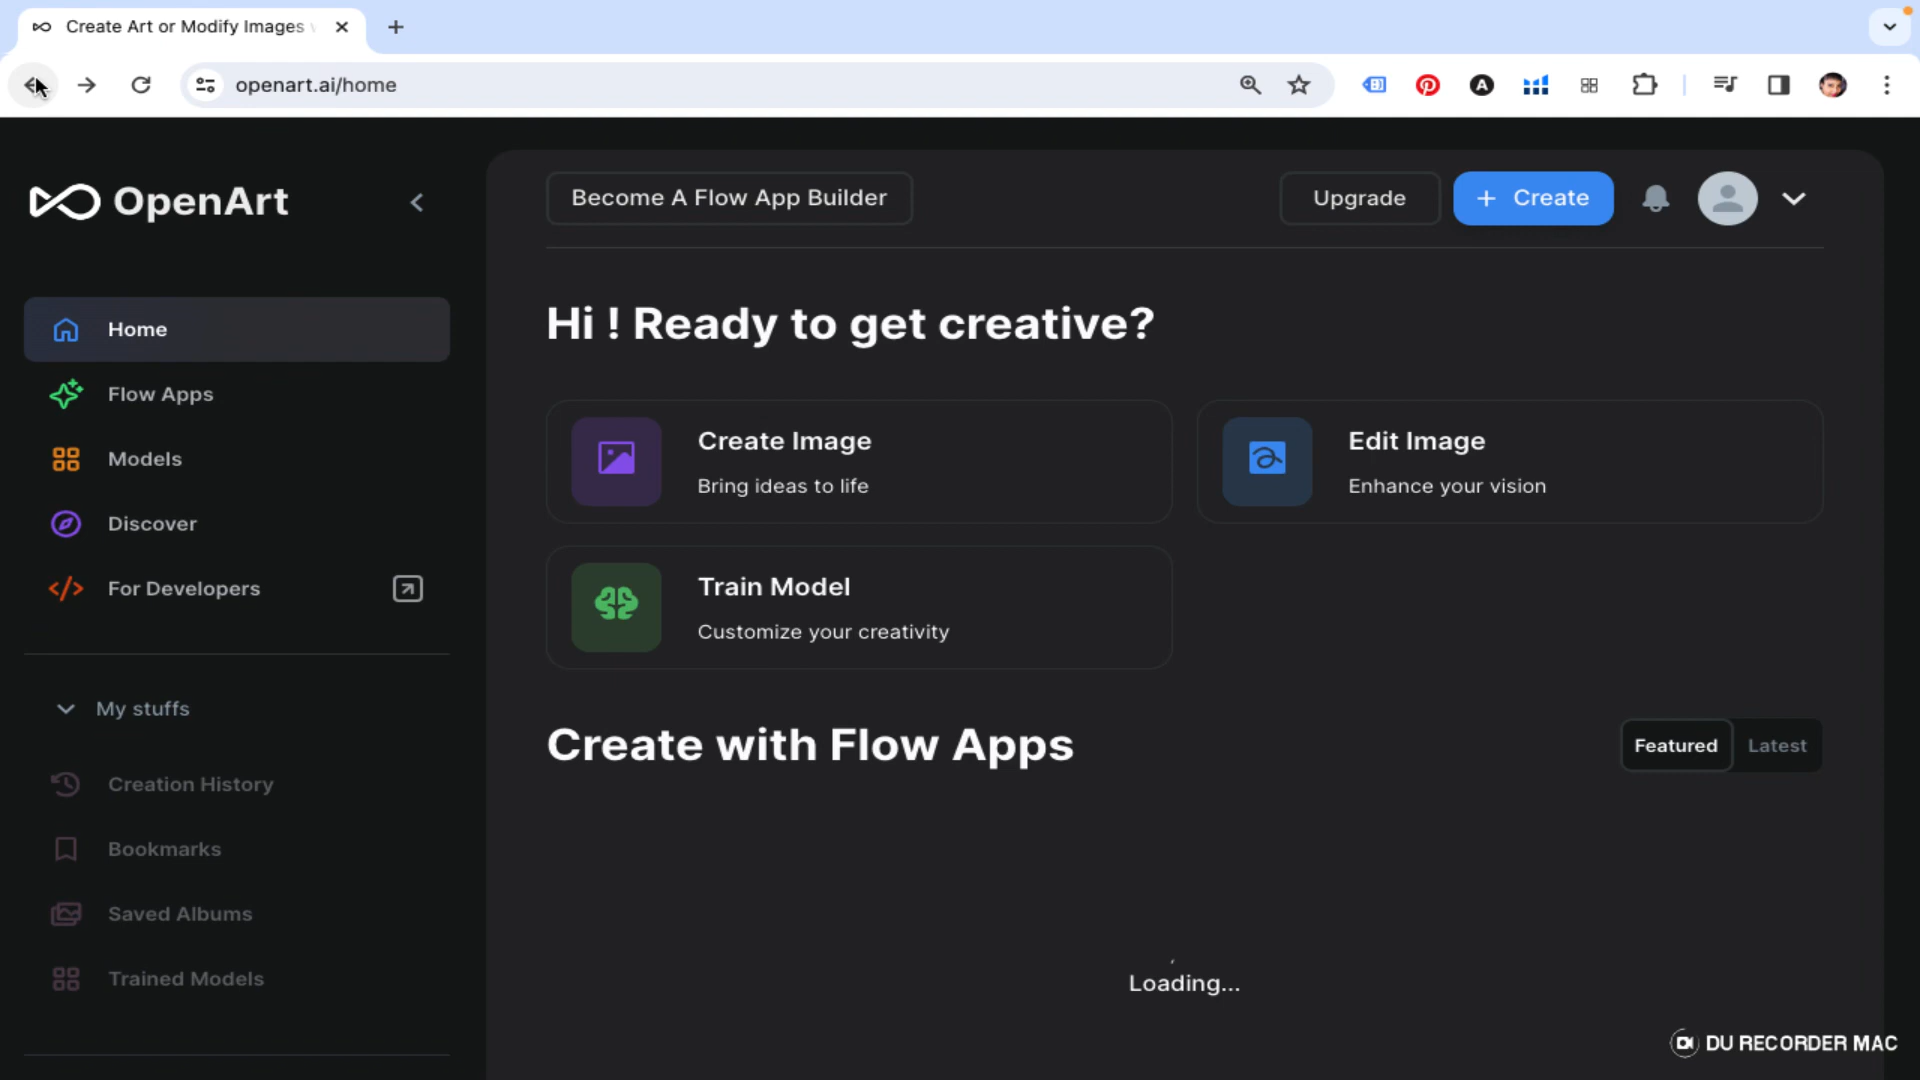 Create Art or Modify Images
openart.ai/home
OpenArt
Become A Flow App Builder
Upgrade
+ Create
Home
Flow Apps
Models
Discover
For Developers
My stuffs
Creation History
Bookmarks
Saved Albums
Trained Models
Hi ! Ready to get creative?
Create Image
Bring ideas to life
Edit Image
Enhance your vision
Train Model
Customize your creativity
Create with Flow Apps
Featured
Latest
Loading...
DU RECORDER MAC